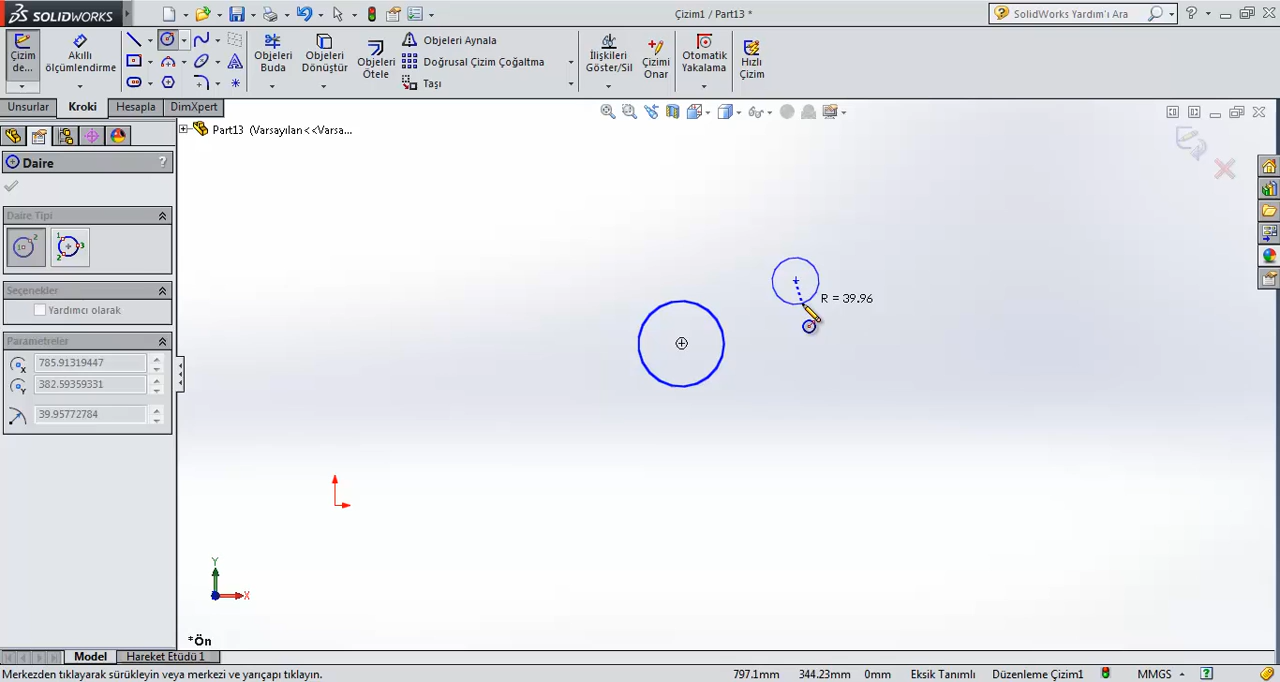 SOLIDWORKS
Çizim1 / Part13 *
SolidWorks Yardım'ı Ara
Çizim de...
Akıllı ölçümlendirme
Objeleri Buda
Objeleri Dönüştür
Objeleri Ötele
Objeleri Aynala
Doğrusal Çizim Çoğaltma
Taşı
İlişkileri Göster/Sil
Çizimi Onar
Otomatik Yakalama
Hızlı Çizim
Unsurlar
Kroki
Hesapla
DimXpert
Part13 (Varsayılan<<Varsa...
Daire
?
Daire Tipi
Seçenekler
Yardımcı olarak
Parametreler
785.91319447
382.59359331
39.95772784
R = 39.96
Y
X
*Ön
Model
Hareket Etüdü 1
Merkezden tıklayarak sürükleyin veya merkezi ve yarıçapı tıklayın.
797.1mm
344.23mm
0mm
Eksik Tanımlı
Düzenleme Çizim1
MMGS
?